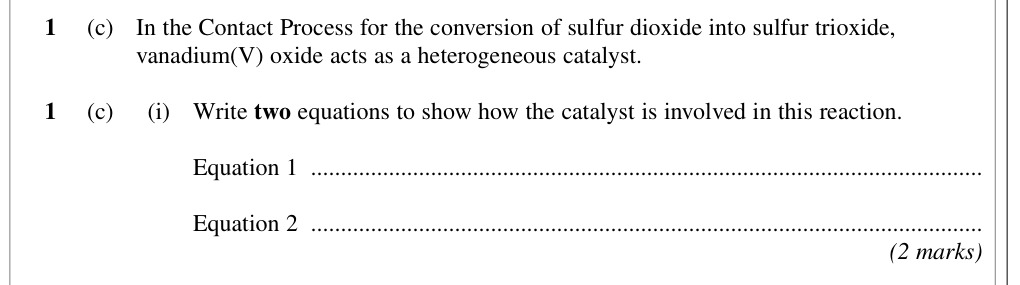 1 (c) In the Contact Process for the conversion of sulfur dioxide into sulfur trioxide,
vanadium(V) oxide acts as a heterogeneous catalyst.
1 (c) (i) Write two equations to show how the catalyst is involved in this reaction.
Equation 1 ................................................................................................................
Equation 2 ................................................................................................................
(2 marks)